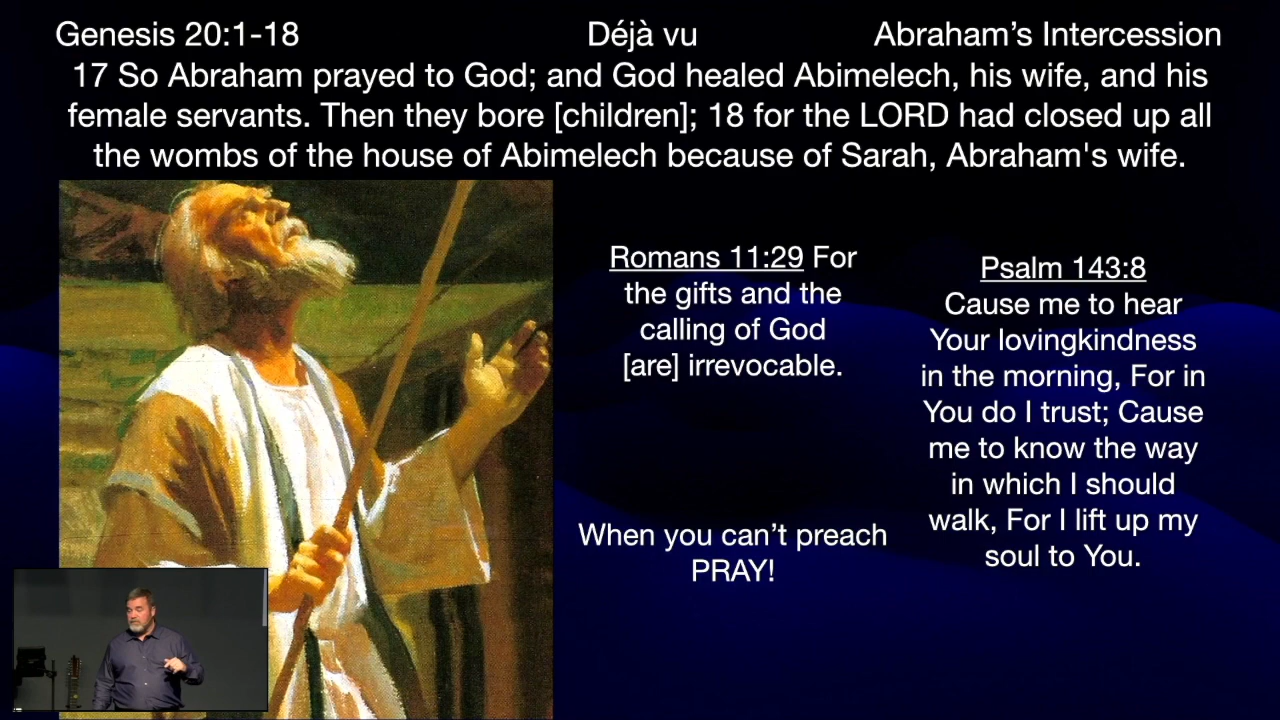 Genesis 20:1-18 Déjà vu Abraham’s Intercession
17 So Abraham prayed to God; and God healed Abimelech, his wife, and his
female servants. Then they bore [children]; 18 for the LORD had closed up all
the wombs of the house of Abimelech because of Sarah, Abraham's wife.
Romans 11:29 For
the gifts and the
calling of God
[are] irrevocable.
When you can’t preach
PRAY!
Psalm 143:8
Cause me to hear
Your lovingkindness
in the morning, For in
You do I trust; Cause
me to know the way
in which I should
walk, For I lift up my
soul to You.